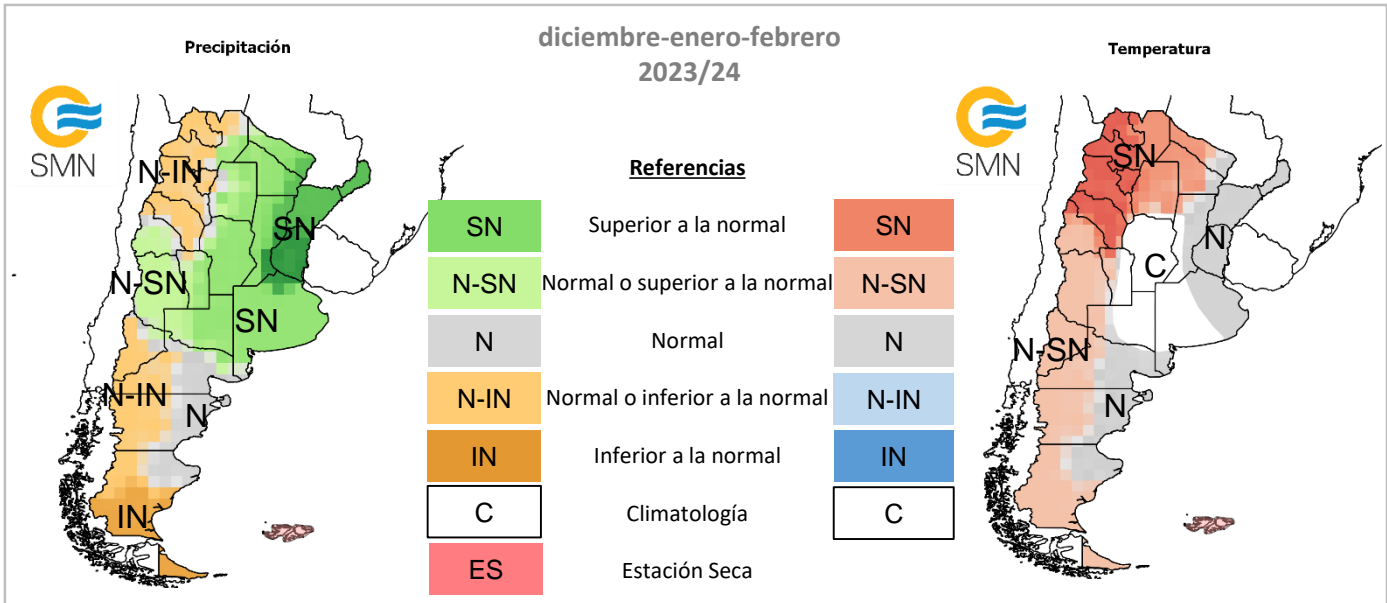 diciembre-enero-febrero
2023/24
Precipitación
SMN
N-IN
SN
N-SN
SN
N-IN
N
IN
Referencias
SN Superior a la normal SN
N-SN Normal o superior a la normal N-SN
N Normal N
N-IN Normal o inferior a la normal N-IN
IN Inferior a la normal IN
C Climatología C
ES Estación Seca
Temperatura
SMN
SN
N
C
N-SN
N